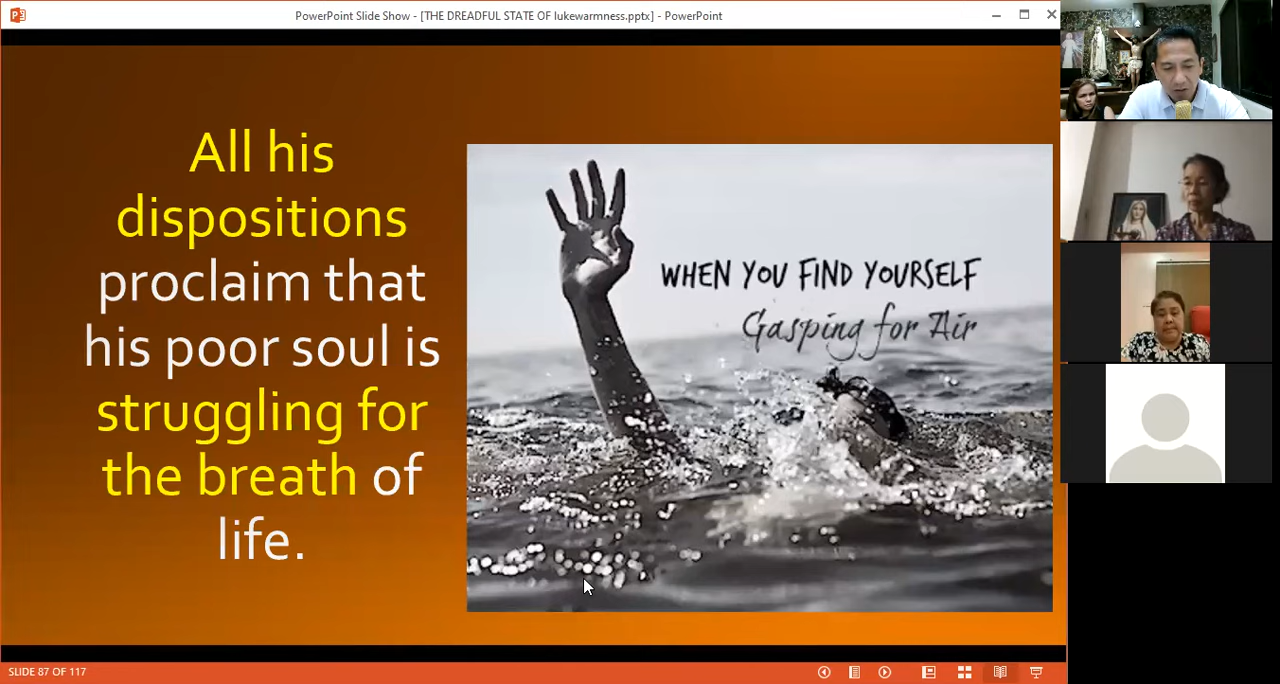 PowerPoint Slide Show - [THE DREADFUL STATE OF lukewarmness.pptx] - PowerPoint
All his
dispositions
proclaim that
his poor soul is
struggling for
the breath of
life.
WHEN YOU FIND YOURSELF
Gasping for Air
SLIDE 87 OF 117